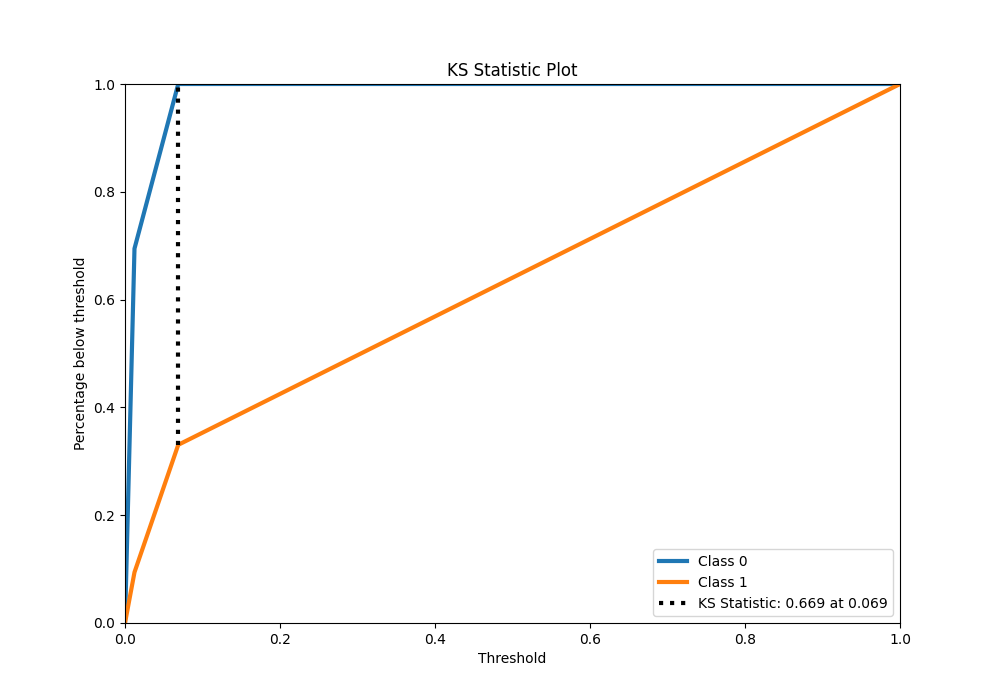 KS Statistic Plot
1.0
0.8
0.6
0.4
0.2
0.0
Percentage below threshold
0.0 0.2 0.4 0.6 0.8 1.0
Threshold
Class 0
Class 1
KS Statistic: 0.669 at 0.069